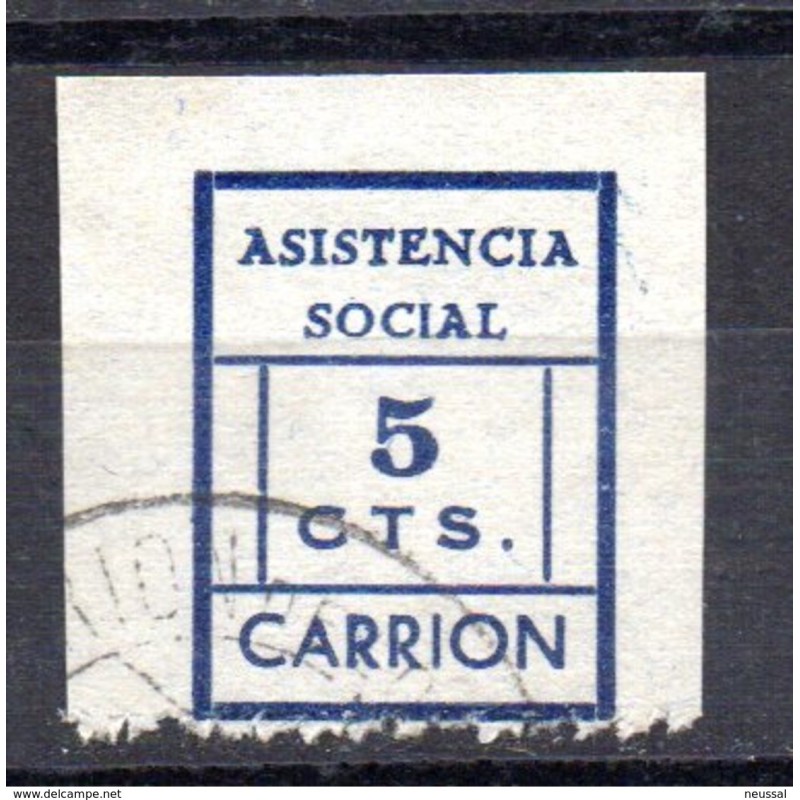 ASISTENCIA
SOCIAL
5
CTS.
CARRION
www.delcampe.net
neussal